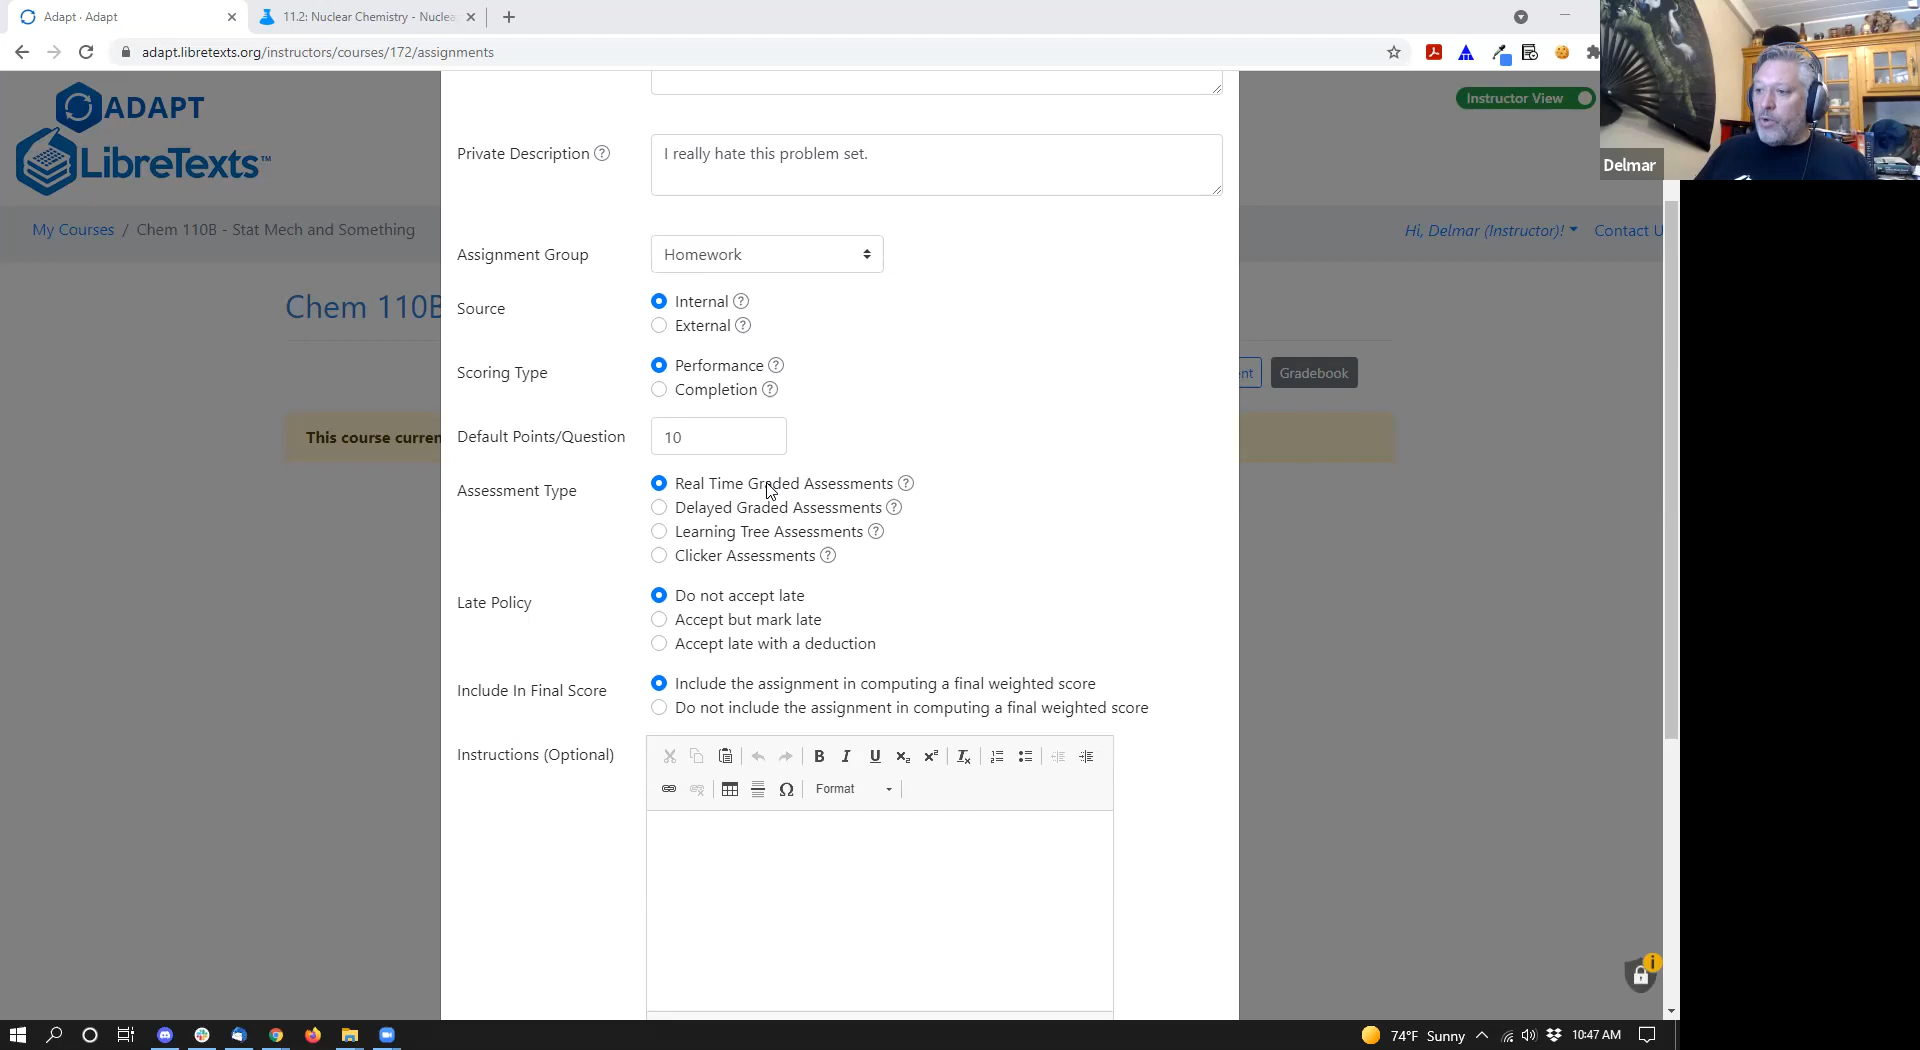 Adapt · Adapt
11.2: Nuclear Chemistry - Nuclea
adapt.libretexts.org/instructors/courses/172/assignments
ADAPT
LibreTexts™
Instructor View
Delmar
Private Description
I really hate this problem set.
My Courses / Chem 110B - Stat Mech and Something
Hi, Delmar (Instructor)!
Contact U
Assignment Group
Homework
Chem 110B
Source
Internal
External
Scoring Type
Performance
Completion
nt
Gradebook
This course curren
Default Points/Question
10
Assessment Type
Real Time Graded Assessments
Delayed Graded Assessments
Learning Tree Assessments
Clicker Assessments
Late Policy
Do not accept late
Accept but mark late
Accept late with a deduction
Include In Final Score
Include the assignment in computing a final weighted score
Do not include the assignment in computing a final weighted score
Instructions (Optional)
Format
74°F Sunny
10:47 AM